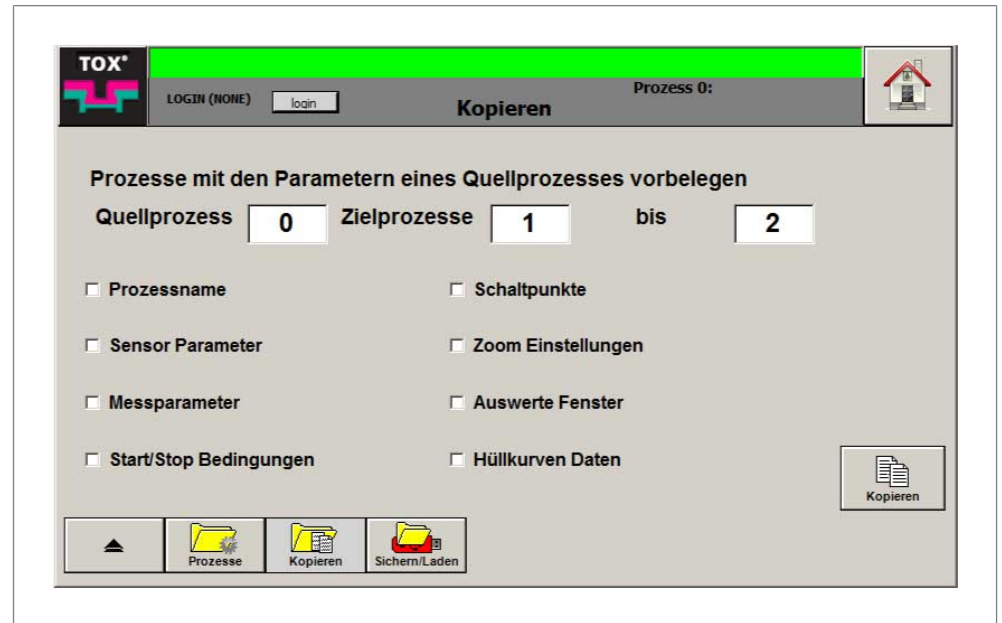 TOX®
LOGIN (NONE) login Kopieren Prozess 0:
Prozesse mit den Parametern eines Quellprozesses vorbelegen
Quellprozess 0 Zielprozesse 1 bis 2
Prozessname Schaltpunkte
Sensor Parameter Zoom Einstellungen
Messparameter Auswerte Fenster
Start/Stop Bedingungen Hüllkurven Daten
Kopieren
Prozesse Kopieren Sichern/Laden